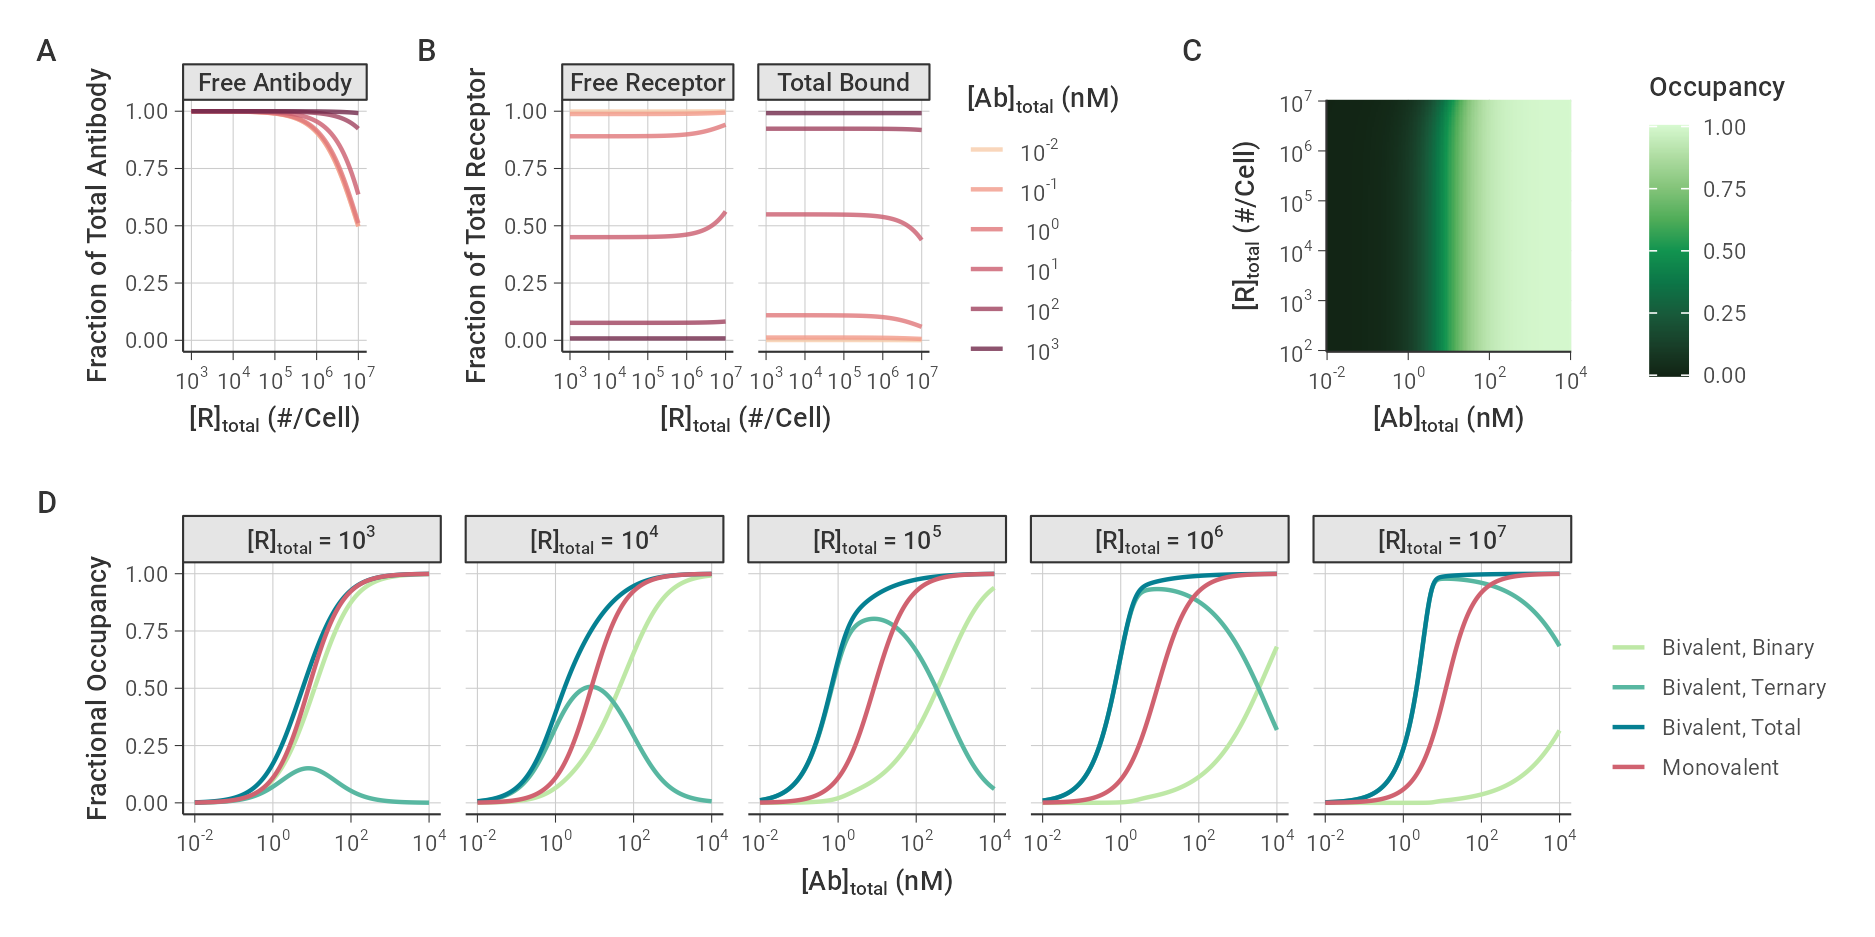 A
B
C
Free Antibody
Free Receptor
Total Bound
[Ab]total (nM)
Occupancy
Fraction of Total Antibody
1.00
0.75
0.50
0.25
0.00
10^3 10^4 10^5 10^6 10^7
[R]total (#/Cell)
Fraction of Total Receptor
1.00
0.75
0.50
0.25
0.00
10^3 10^4 10^5 10^6 10^7
10^3 10^4 10^5 10^6 10^7
[R]total (#/Cell)
10^-2
10^-1
10^0
10^1
10^2
10^3
[R]total (#/Cell)
10^7
10^6
10^5
10^4
10^3
10^2
10^-2 10^0 10^2 10^4
[Ab]total (nM)
1.00
0.75
0.50
0.25
0.00
D
[R]total = 10^3
[R]total = 10^4
[R]total = 10^5
[R]total = 10^6
[R]total = 10^7
Fractional Occupancy
1.00
0.75
0.50
0.25
0.00
10^-2 10^0 10^2 10^4
10^-2 10^0 10^2 10^4
10^-2 10^0 10^2 10^4
10^-2 10^0 10^2 10^4
10^-2 10^0 10^2 10^4
[Ab]total (nM)
Bivalent, Binary
Bivalent, Ternary
Bivalent, Total
Monovalent